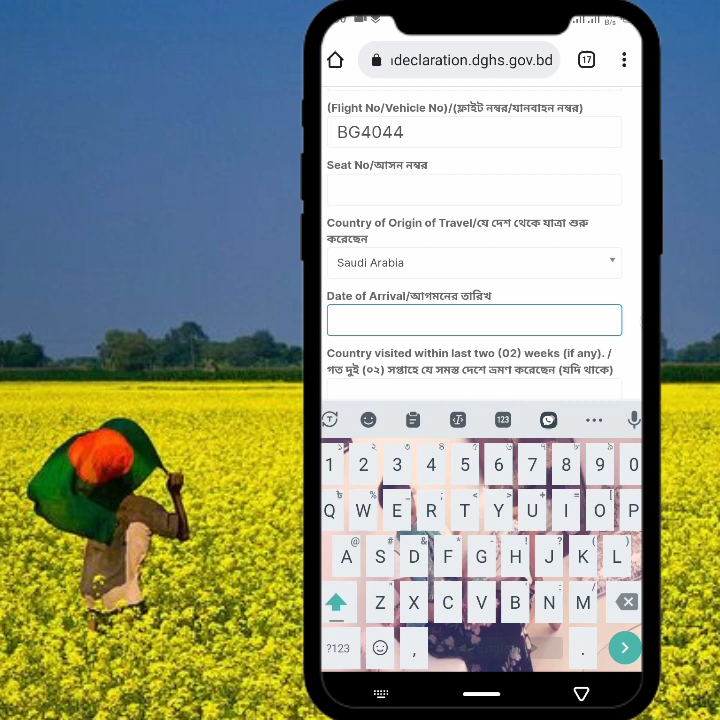 ıdeclaration.dghs.gov.bd
17
B/s
(Flight No/Vehicle No)/(ফ্লাইট নম্বর/যানবাহন নম্বর)
BG4044
Seat No/আসন নম্বর
Country of Origin of Travel/যে দেশ থেকে যাত্রা শুরু
করেছেন
Saudi Arabia
Date of Arrival/আগমনের তারিখ
Country visited within last two (02) weeks (if any). /
গত দুই (০২) সপ্তাহে যে সমস্ত দেশে ভ্রমণ করেছেন (যদি থাকে)
123
1 2 3 4 5 6 7 8 9 0
Q W E R T Y U I O P
A S D F G H J K L
Z X C V B N M
?123 , .